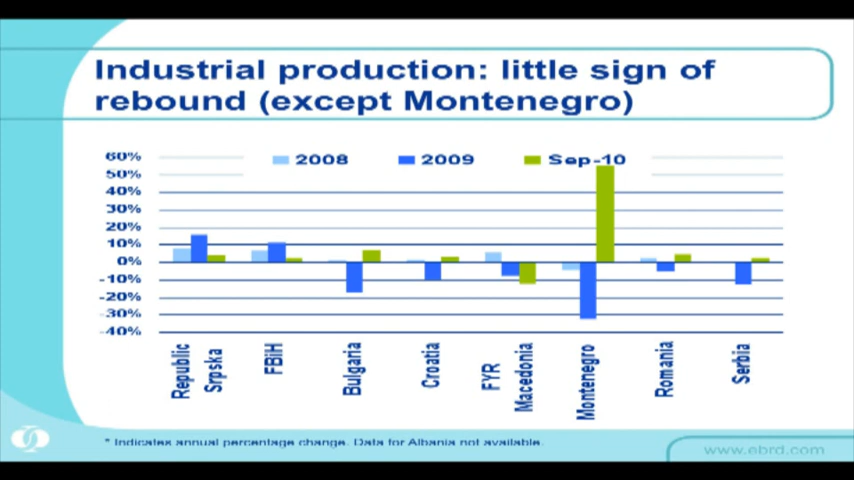 Industrial production: little sign of
rebound (except Montenegro)
2008 2009 Sep-10
60%
50%
40%
30%
20%
10%
0%
-10%
-20%
-30%
-40%
Republic
Srpska
FBiH
Bulgaria
Croatia
FYR
Macedonia
Montenegro
Romania
Serbia
* Indicates annual percentage change. Data for Albania not available.
www.ebrd.com